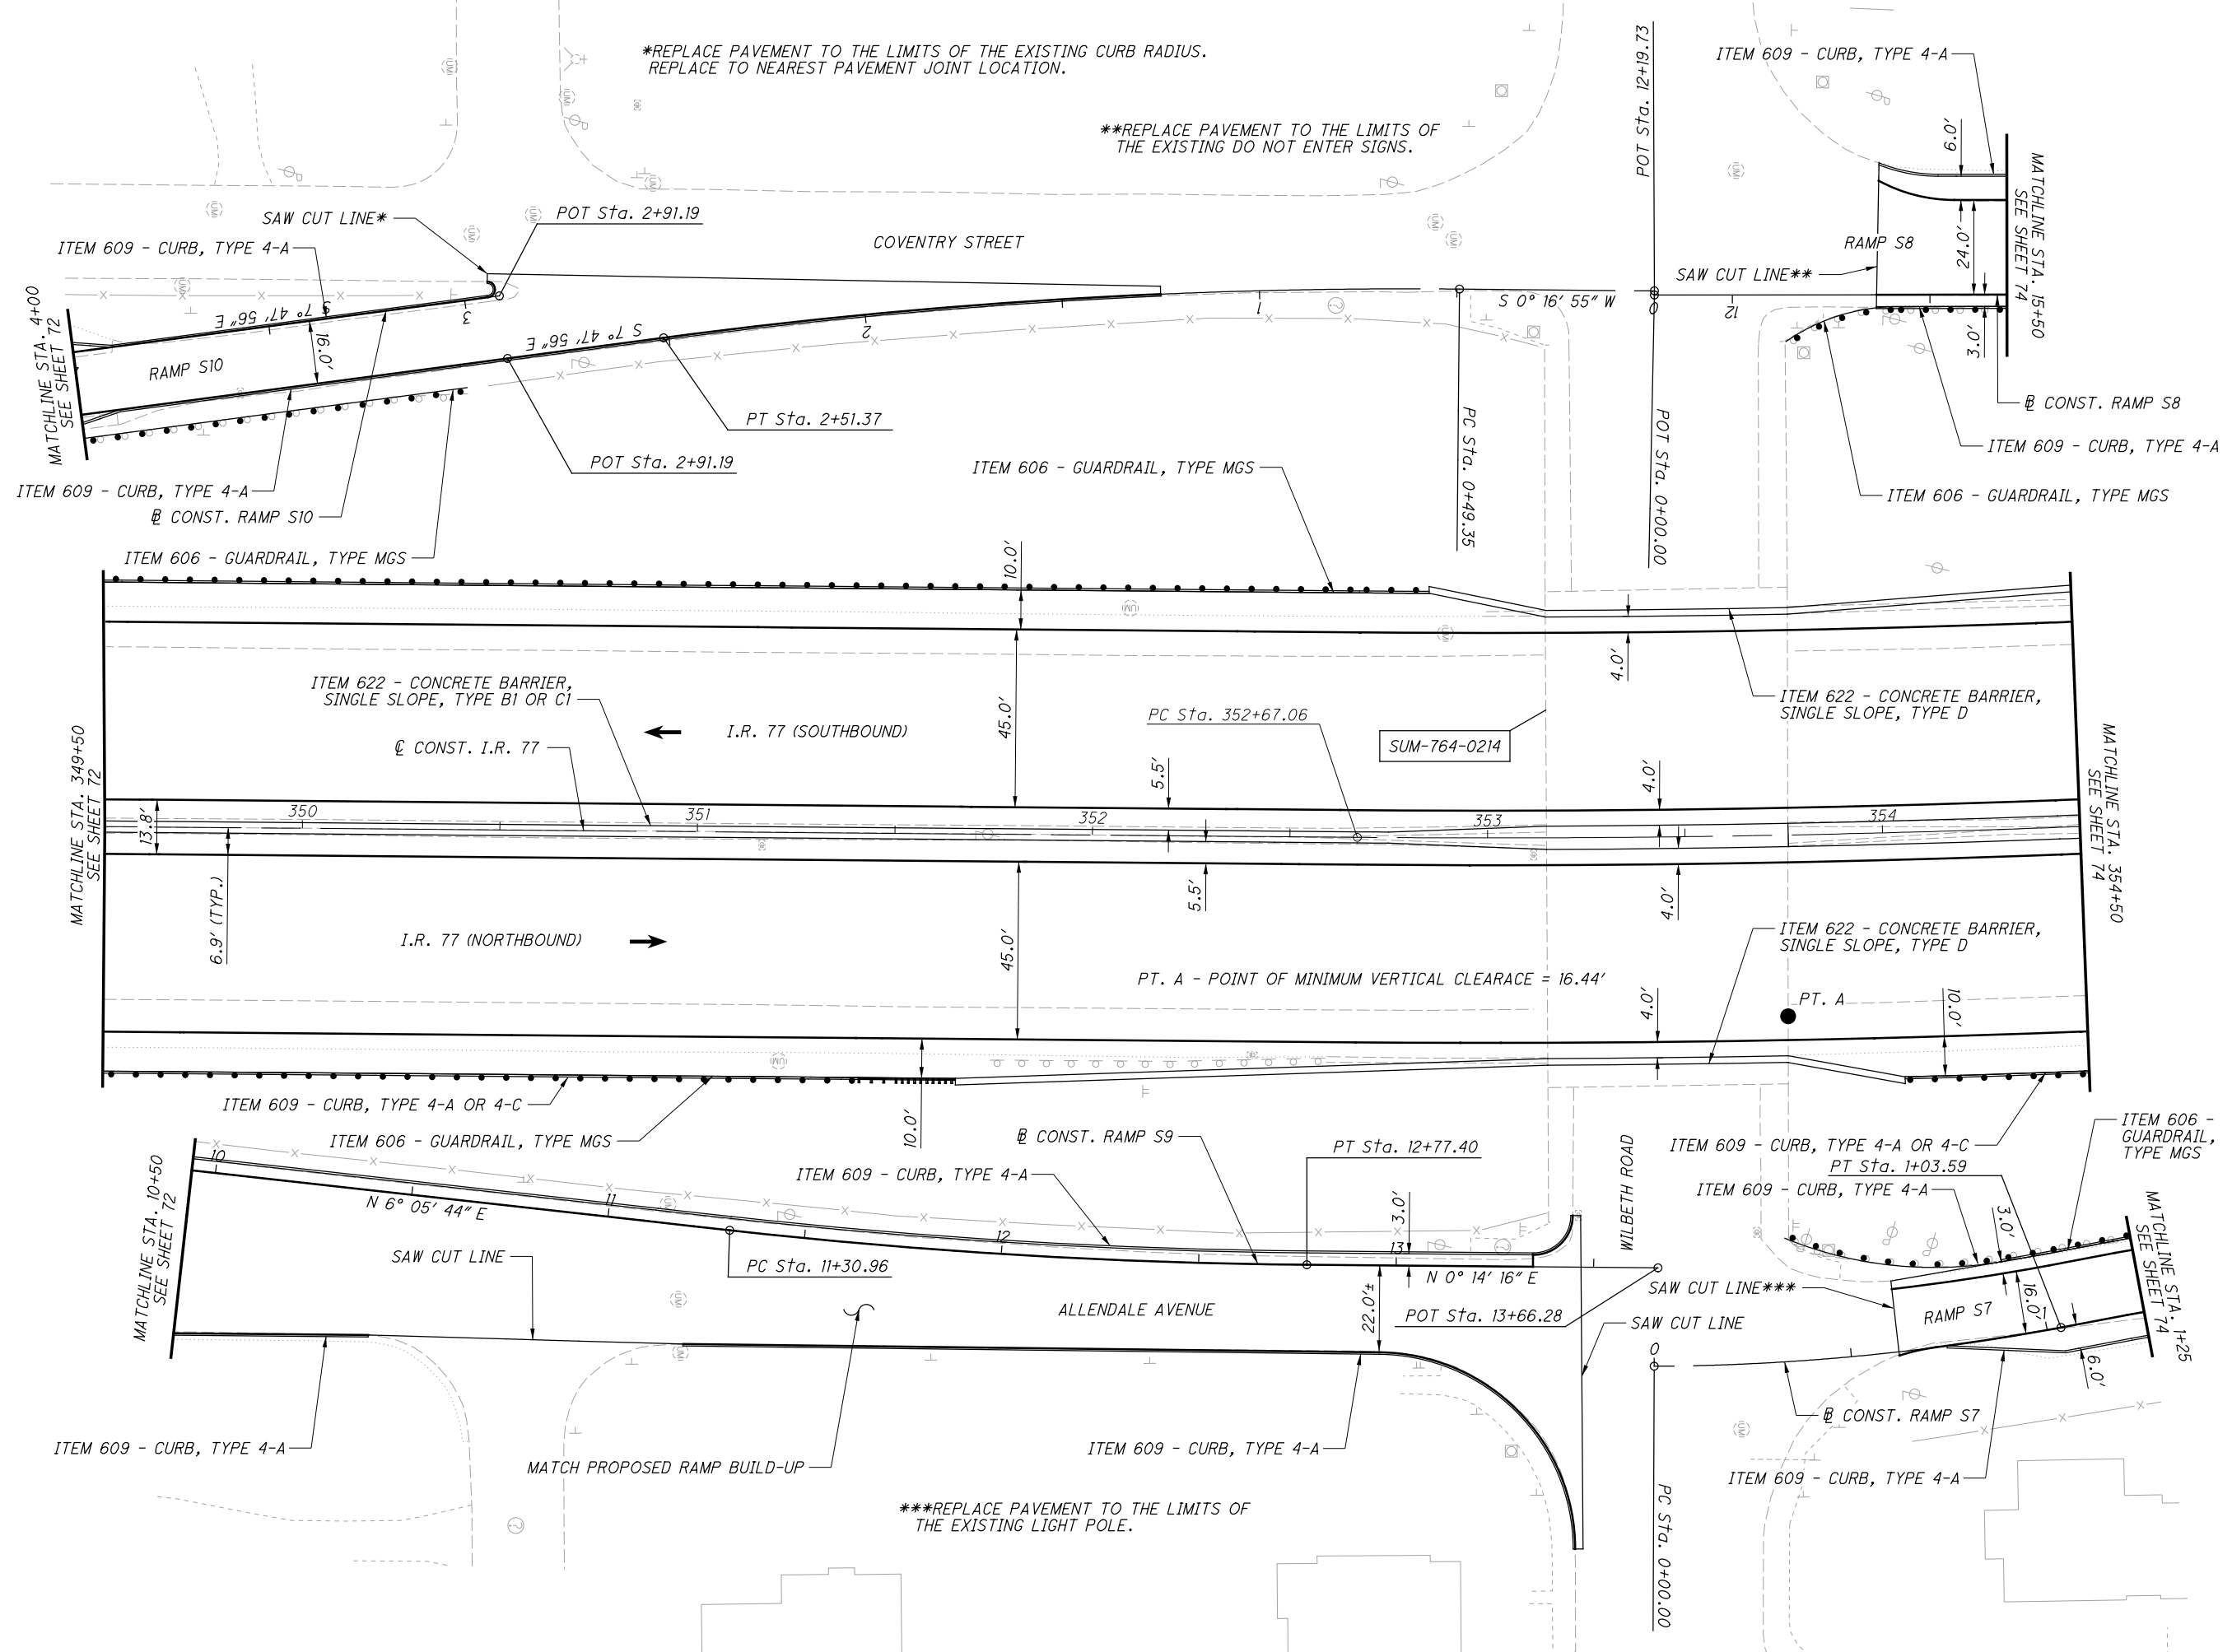 *REPLACE PAVEMENT TO THE LIMITS OF THE EXISTING CURB RADIUS.
REPLACE TO NEAREST PAVEMENT JOINT LOCATION.
**REPLACE PAVEMENT TO THE LIMITS OF
THE EXISTING DO NOT ENTER SIGNS.
POT Sta. 12+19.73
ITEM 609 - CURB, TYPE 4-A
6.0'
MATCHLINE STA. 15+50
SEE SHEET 74
24.0'
RAMP S8
SAW CUT LINE**
3.0'
SAW CUT LINE*
POT Sta. 2+91.19
ITEM 609 - CURB, TYPE 4-A
COVENTRY STREET
MATCHLINE STA. 4+00
SEE SHEET 72
S 7° 47' 56" E
3
16.0'
RAMP S10
S 7° 47' 56" E
2
1
S 0° 16' 55" W
0
12
PT Sta. 2+51.37
POT Sta. 2+91.19
PC Sta. 0+49.35
POT Sta. 0+00.00
℄ CONST. RAMP S8
ITEM 609 - CURB, TYPE 4-A
ITEM 606 - GUARDRAIL, TYPE MGS
ITEM 606 - GUARDRAIL, TYPE MGS
ITEM 609 - CURB, TYPE 4-A
℄ CONST. RAMP S10
ITEM 606 - GUARDRAIL, TYPE MGS
10.0'
4.0'
ITEM 622 - CONCRETE BARRIER,
SINGLE SLOPE, TYPE B1 OR C1
ITEM 622 - CONCRETE BARRIER,
SINGLE SLOPE, TYPE D
45.0'
PC Sta. 352+67.06
I.R. 77 (SOUTHBOUND)
℄ CONST. I.R. 77
SUM-764-0214
MATCHLINE STA. 349+50
SEE SHEET 72
MATCHLINE STA. 354+50
SEE SHEET 74
5.5'
4.0'
13.8'
350
351
352
353
354
6.9' (TYP.)
5.5'
4.0'
45.0'
I.R. 77 (NORTHBOUND)
ITEM 622 - CONCRETE BARRIER,
SINGLE SLOPE, TYPE D
PT. A - POINT OF MINIMUM VERTICAL CLEARACE = 16.44'
PT. A
4.0'
10.0'
ITEM 609 - CURB, TYPE 4-A OR 4-C
ITEM 606 - GUARDRAIL, TYPE MGS
10.0'
℄ CONST. RAMP S9
PT Sta. 12+77.40
ITEM 609 - CURB, TYPE 4-A
WILBETH ROAD
ITEM 609 - CURB, TYPE 4-A OR 4-C
ITEM 606 -
GUARDRAIL,
TYPE MGS
PT Sta. 1+03.59
ITEM 609 - CURB, TYPE 4-A
MATCHLINE STA. 10+50
SEE SHEET 72
10
N 6° 05' 44" E
11
12
13
3.0'
N 0° 14' 16" E
3.0'
MATCHLINE STA. 1+25
SEE SHEET 74
SAW CUT LINE
PC Sta. 11+30.96
SAW CUT LINE***
ALLENDALE AVENUE
22.0'±
POT Sta. 13+66.28
SAW CUT LINE
RAMP S7
16.0'
1
0
6.0'
℄ CONST. RAMP S7
ITEM 609 - CURB, TYPE 4-A
MATCH PROPOSED RAMP BUILD-UP
ITEM 609 - CURB, TYPE 4-A
ITEM 609 - CURB, TYPE 4-A
***REPLACE PAVEMENT TO THE LIMITS OF
THE EXISTING LIGHT POLE.
PC Sta. 0+00.00